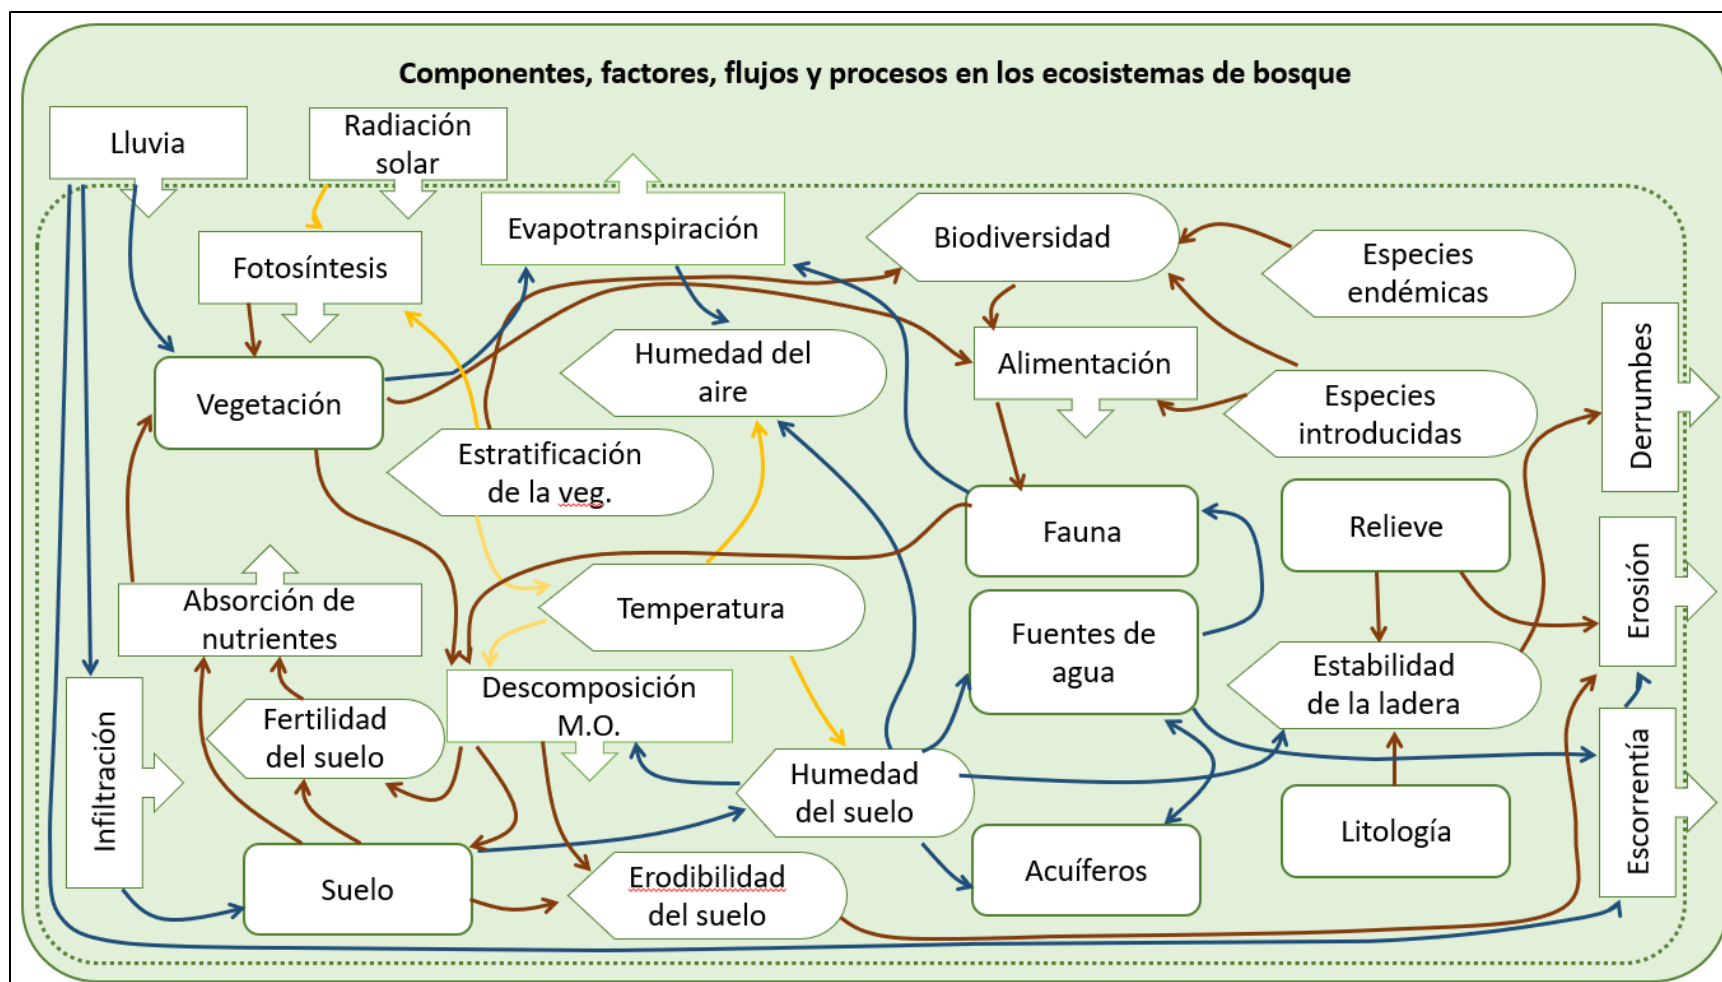 Componentes, factores, flujos y procesos en los ecosistemas de bosque
Lluvia
Radiación
solar
Evapotranspiración
Biodiversidad
Especies
endémicas
Fotosíntesis
Humedad del
aire
Alimentación
Derrumbes
Vegetación
Especies
introducidas
Estratificación
de la veg.
Fauna
Relieve
Absorción de
nutrientes
Temperatura
Fuentes de
agua
Erosión
Estabilidad
de la ladera
Infiltración
Fertilidad
del suelo
Descomposición
M.O.
Humedad
del suelo
Escorrentía
Litología
Suelo
Erodibilidad
del suelo
Acuíferos